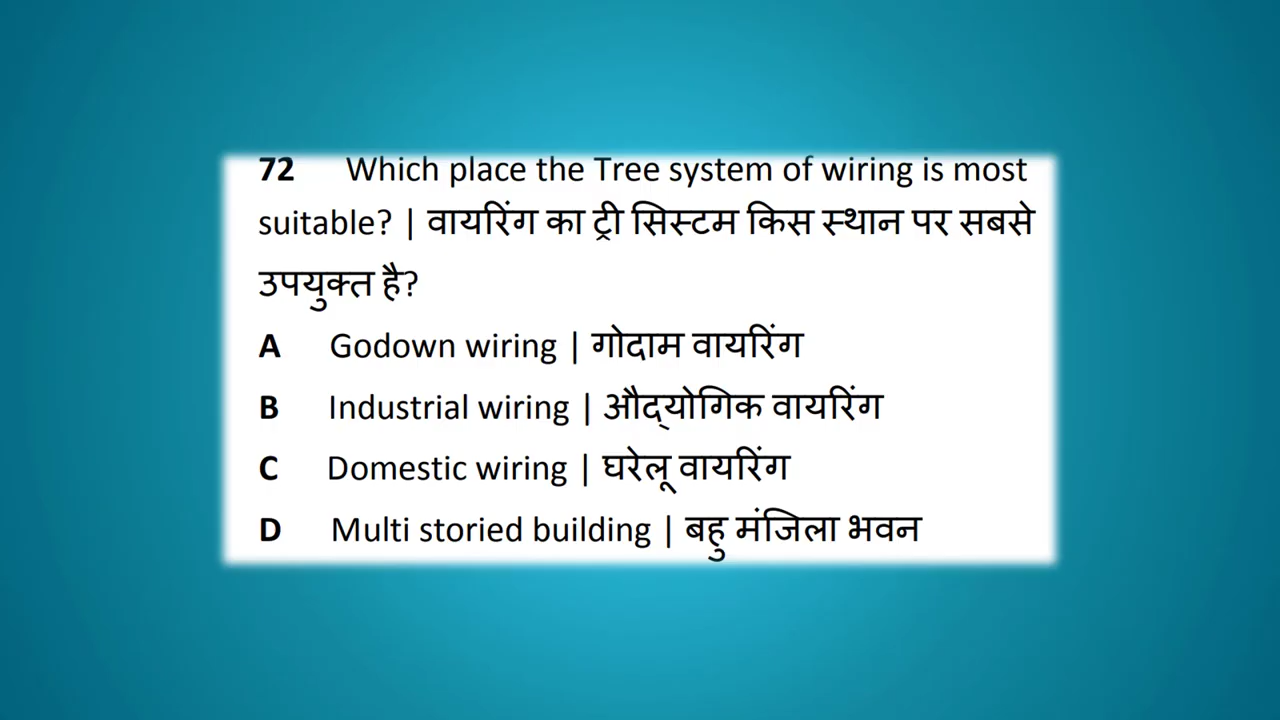 72 Which place the Tree system of wiring is most
suitable? | वायरिंग का ट्री सिस्टम किस स्थान पर सबसे
उपयुक्त है?
A Godown wiring | गोदाम वायरिंग
B Industrial wiring | औद्योगिक वायरिंग
C Domestic wiring | घरेलू वायरिंग
D Multi storied building | बहु मंजिला भवन